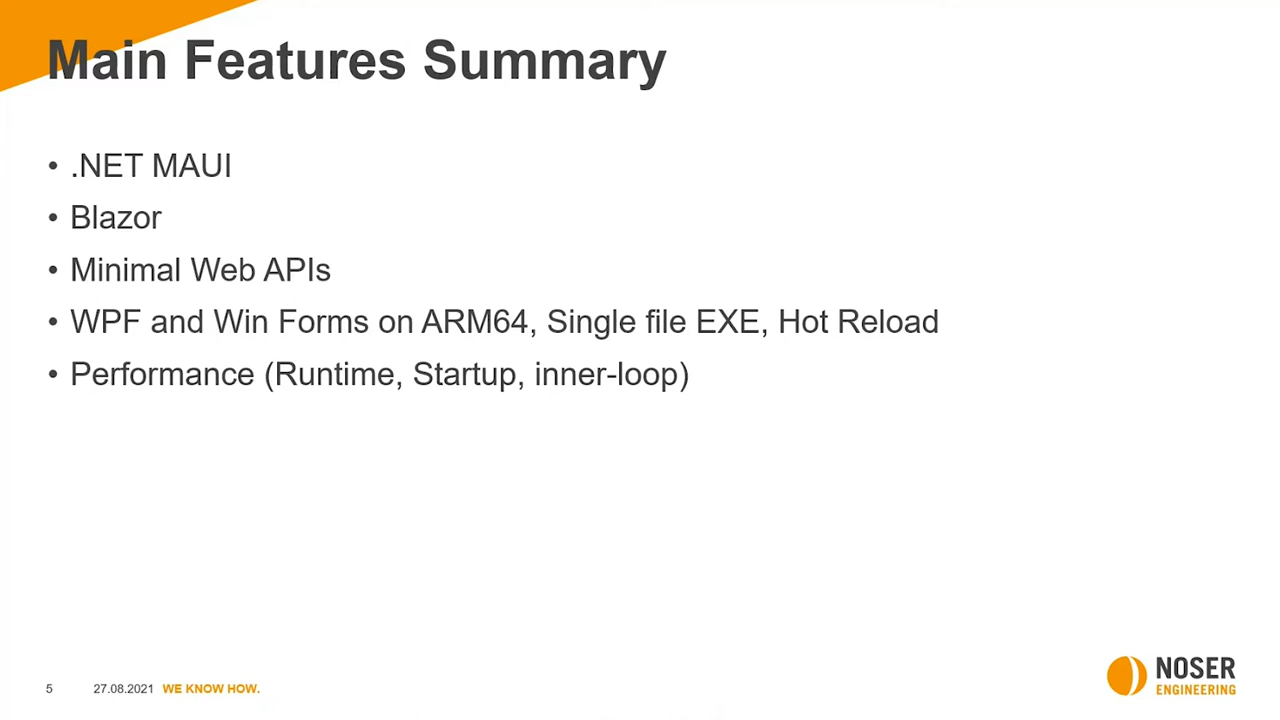 Main Features Summary
• .NET MAUI
• Blazor
• Minimal Web APIs
• WPF and Win Forms on ARM64, Single file EXE, Hot Reload
• Performance (Runtime, Startup, inner-loop)
5 27.08.2021 WE KNOW HOW.
NOSER
ENGINEERING